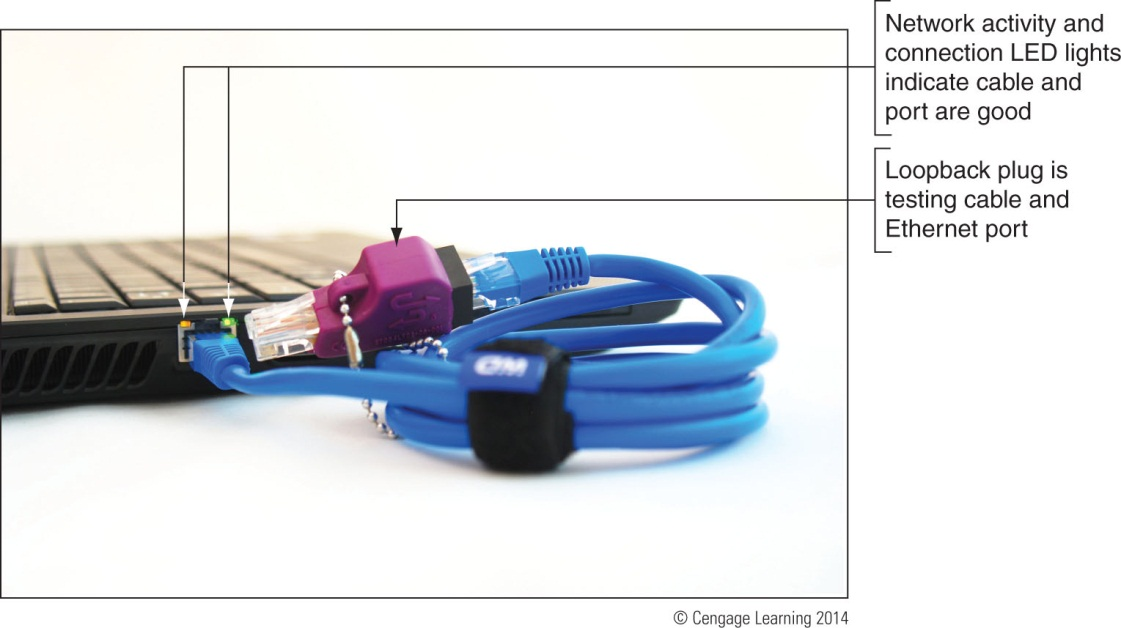 Network activity and
connection LED lights
indicate cable and
port are good
Loopback plug is
testing cable and
Ethernet port
© Cengage Learning 2014